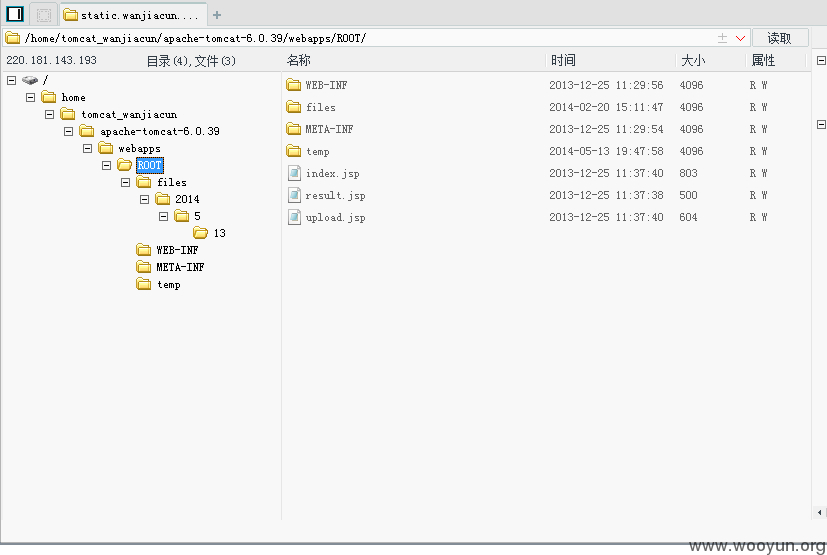 static.wanjiacun....
/home/tomcat_wanjiacun/apache-tomcat-6.0.39/webapps/ROOT/ 读取
220.181.143.193 目录(4),文件(3) 名称 时间 大小 属性
/
home
tomcat_wanjiacun
apache-tomcat-6.0.39
webapps
ROOT
files
2014
5
13
WEB-INF
META-INF
temp
WEB-INF 2013-12-25 11:29:56 4096 R W
files 2014-02-20 15:11:47 4096 R W
META-INF 2013-12-25 11:29:54 4096 R W
temp 2014-05-13 19:47:58 4096 R W
index.jsp 2013-12-25 11:37:40 803 R W
result.jsp 2013-12-25 11:37:38 500 R W
upload.jsp 2013-12-25 11:37:40 604 R W
www.wooyun.org